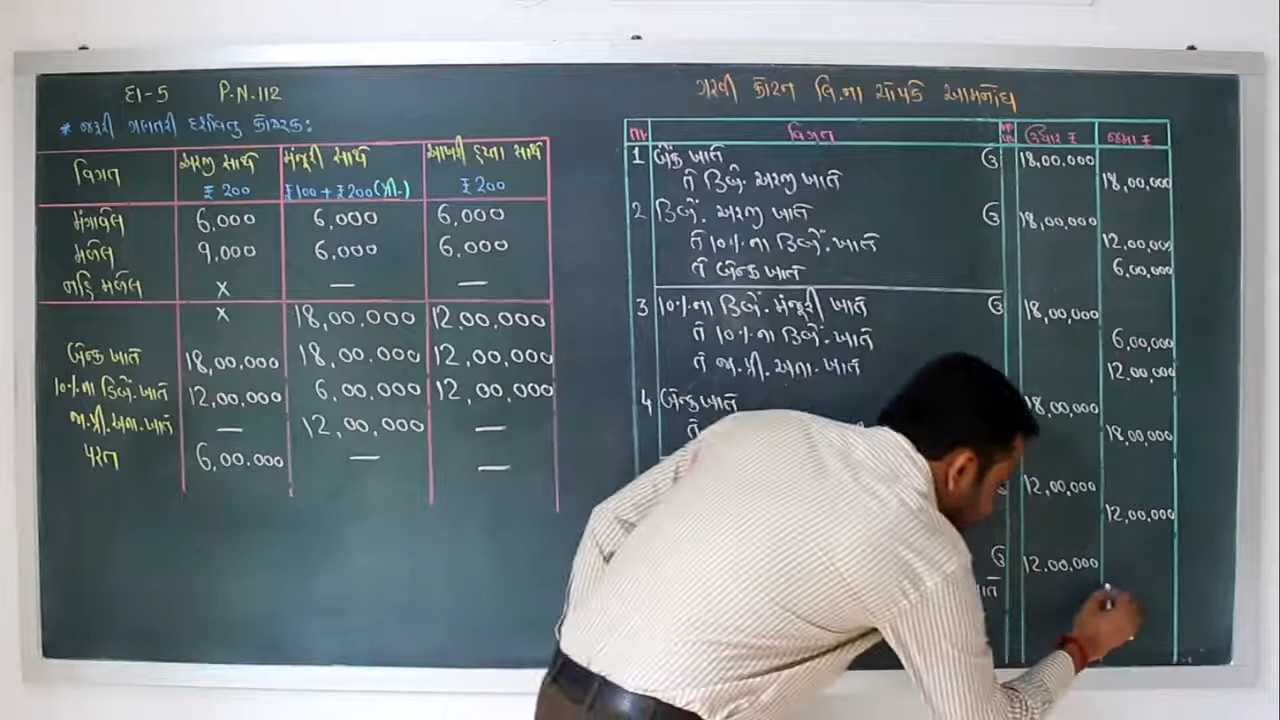 દા-5 P.N.112
* જરૂરી ગણતરી દર્શાવતુ કોષ્ટક:
વિગત અરજી સાથે મંજૂરી સાથે આખરી હપ્તા સાથે
₹ 200 ₹100 + ₹200(પ્રી.) ₹ 200
મંગાવેલ 6,000 6,000 6,000
મળેલ 9,000 6,000 6,000
નહિ મળેલ x — —
x 18,00,000 12,00,000
બેન્ક ખાતે 18,00,000 18,00,000 12,00,000
10%ના ડિબે. ખાતે 12,00,000 6,00,000 12,00,000
જા.પ્રી.અના.ખાતે — 12,00,000 —
પરત 6,00,000 — —
ગરવી કોટન લિ.ના ચોપડે આમનોંધ
વિગત ઉધાર ₹ જમા ₹
1 બેંક ખાતે ઉ 18,00,000
તે ડિબે. અરજી ખાતે 18,00,000
2 ડિબે. અરજી ખાતે ઉ 18,00,000
તે 10%ના ડિબે. ખાતે 12,00,000
તે બેન્ક ખાતે 6,00,000
3 10%ના ડિબે. મંજૂરી ખાતે ઉ 18,00,000
તે 10%ના ડિબે. ખાતે 6,00,000
તે જા.પ્રી. અના. ખાતે 12,00,000
4 બેન્ક ખાતે 18,00,000
તે 18,00,000
12,00,000
12,00,000
ઉ 12,00,000